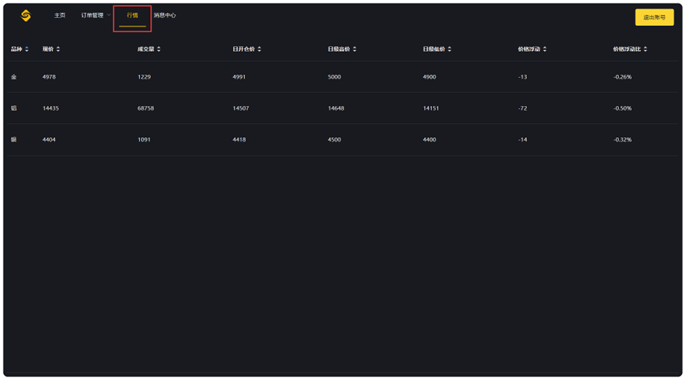 主页 订单管理 行情 消息中心 退出账号
品种 现价 成交量 日开仓价 日最高价 日最低价 价格浮动 价格浮动比
金 4978 1229 4991 5000 4900 -13 -0.26%
铝 14435 68758 14507 14648 14151 -72 -0.50%
银 4404 1091 4418 4500 4400 -14 -0.32%